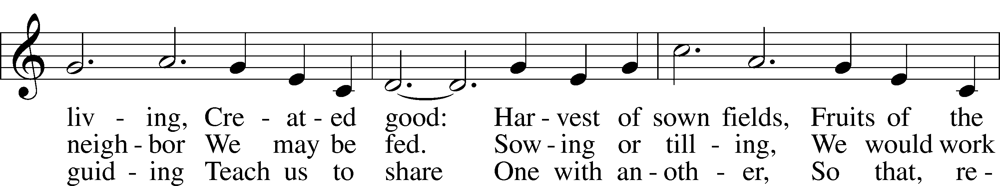 liv - ing, Cre - at - ed good: Har - vest of sown fields, Fruits of the
neigh - bor We may be fed. Sow - ing or till - ing, We would work
guid - ing Teach us to share One with an - oth - er, So that, re -